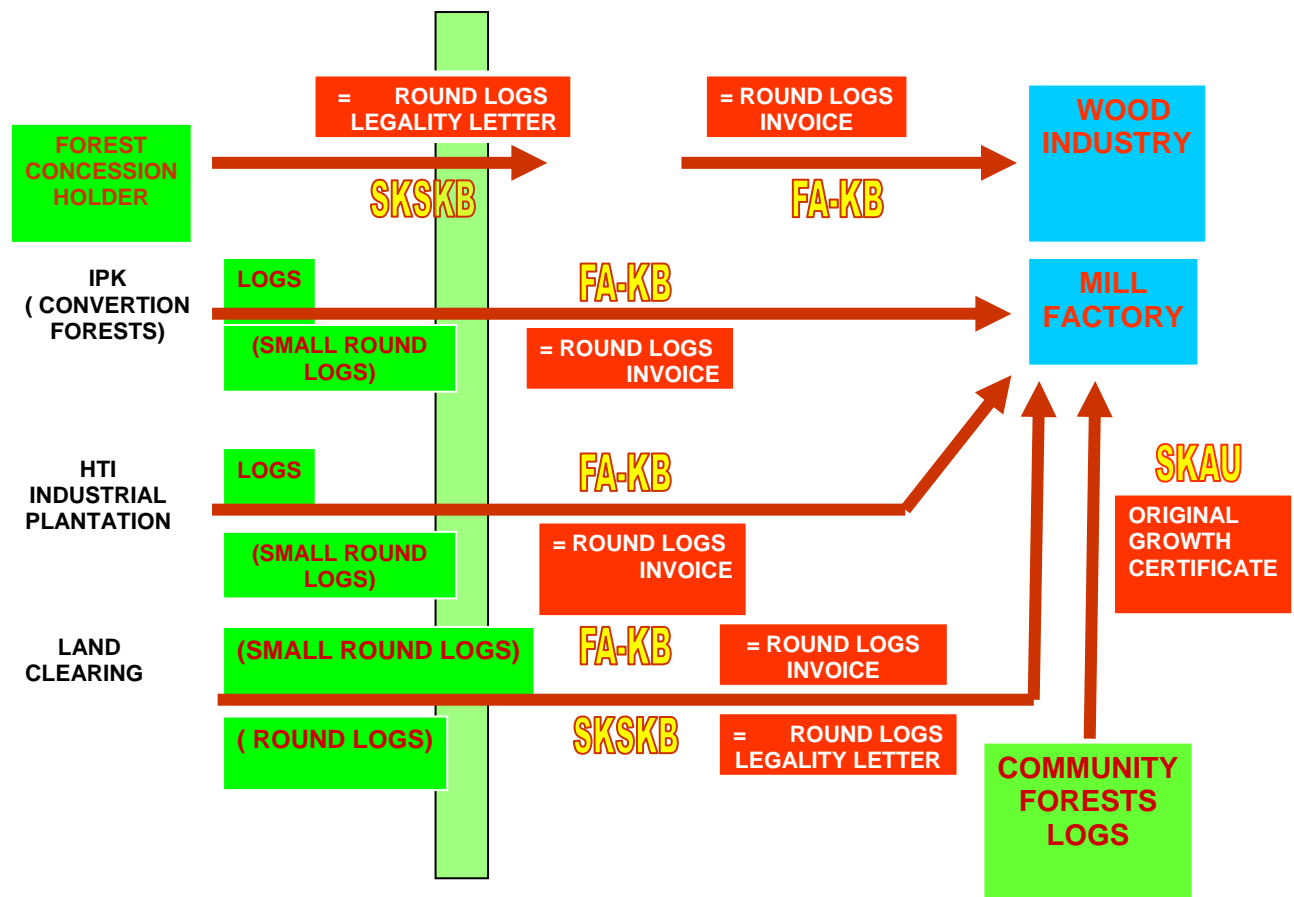 = ROUND LOGS
LEGALITY LETTER
= ROUND LOGS
INVOICE
WOOD
INDUSTRY
FOREST
CONCESSION
HOLDER
SKSKB
FA-KB
IPK
( CONVERTION
FORESTS)
LOGS
(SMALL ROUND
LOGS)
FA-KB
= ROUND LOGS
INVOICE
MILL
FACTORY
HTI
INDUSTRIAL
PLANTATION
LOGS
(SMALL ROUND
LOGS)
FA-KB
= ROUND LOGS
INVOICE
SKAU
ORIGINAL
GROWTH
CERTIFICATE
LAND
CLEARING
(SMALL ROUND LOGS)
FA-KB
= ROUND LOGS
INVOICE
( ROUND LOGS)
SKSKB
= ROUND LOGS
LEGALITY LETTER
COMMUNITY
FORESTS
LOGS